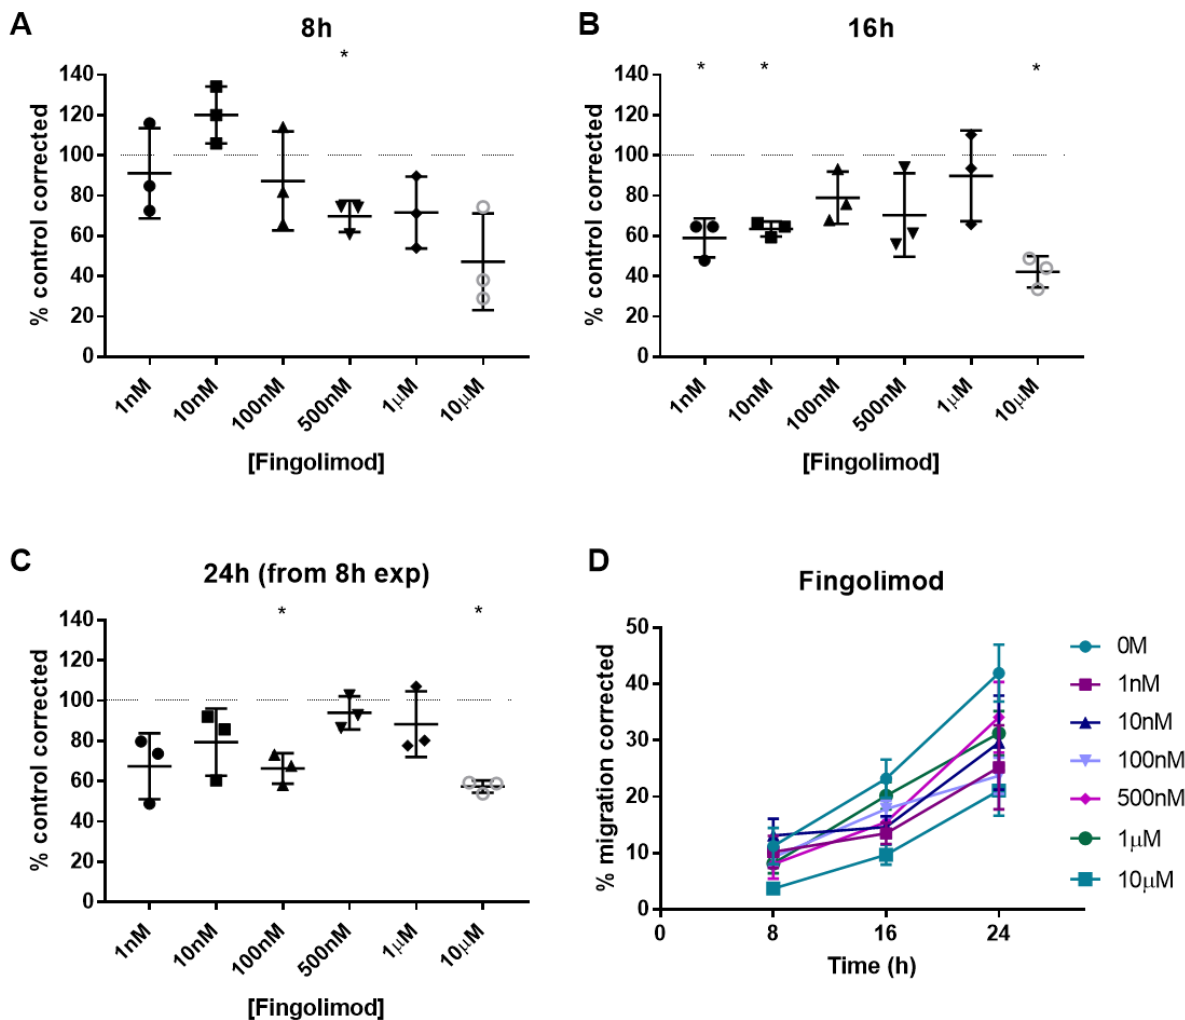 A
8h
*
% control corrected
140
120
100
80
60
40
20
0
1nM
10nM
100nM
500nM
1μM
10μM
[Fingolimod]
B
16h
* * *
% control corrected
140
120
100
80
60
40
20
0
1nM
10nM
100nM
500nM
1μM
10μM
[Fingolimod]
C
24h (from 8h exp)
* *
% control corrected
140
120
100
80
60
40
20
0
1nM
10nM
100nM
500nM
1μM
10μM
[Fingolimod]
D
Fingolimod
% migration corrected
50
40
30
20
10
0
0 8 16 24
Time (h)
0M
1nM
10nM
100nM
500nM
1μM
10μM